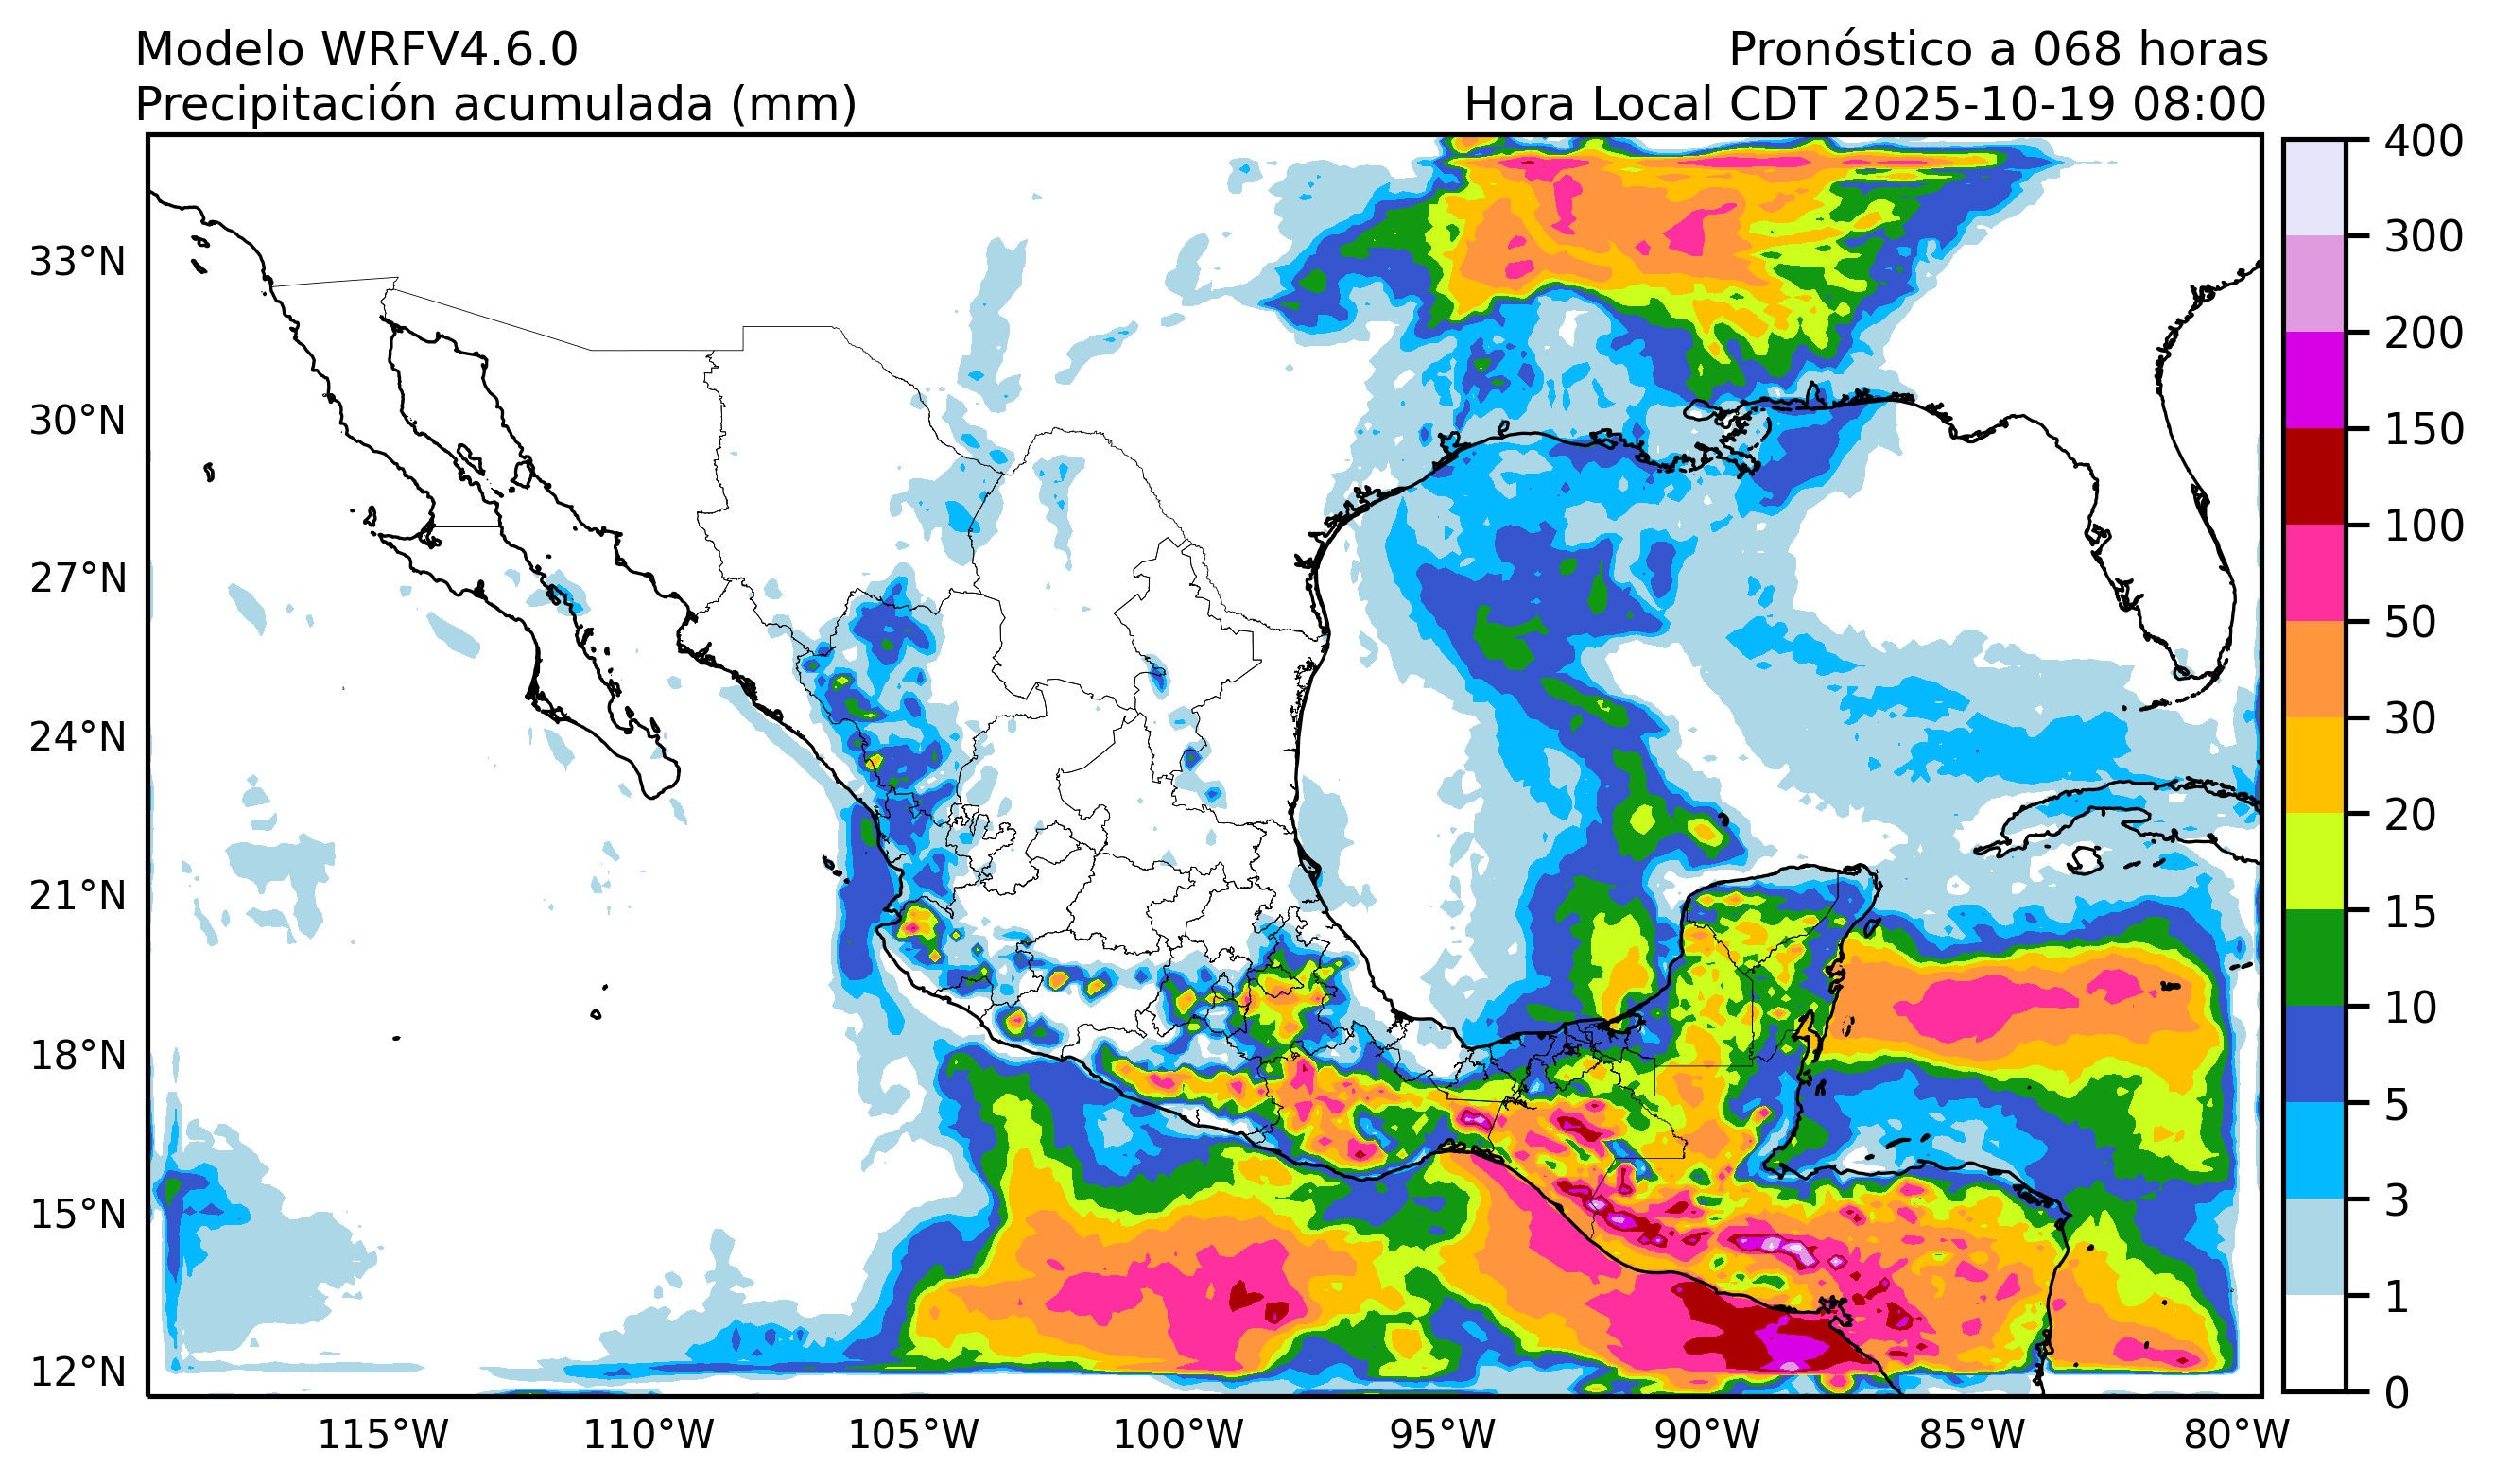 Modelo WRFV4.6.0
Pronóstico a 068 horas
Precipitación acumulada (mm)
Hora Local CDT 2025-10-19 08:00
33°N
30°N
27°N
24°N
21°N
18°N
15°N
12°N
115°W
110°W
105°W
100°W
95°W
90°W
85°W
80°W
400
300
200
150
100
50
30
20
15
10
5
3
1
0